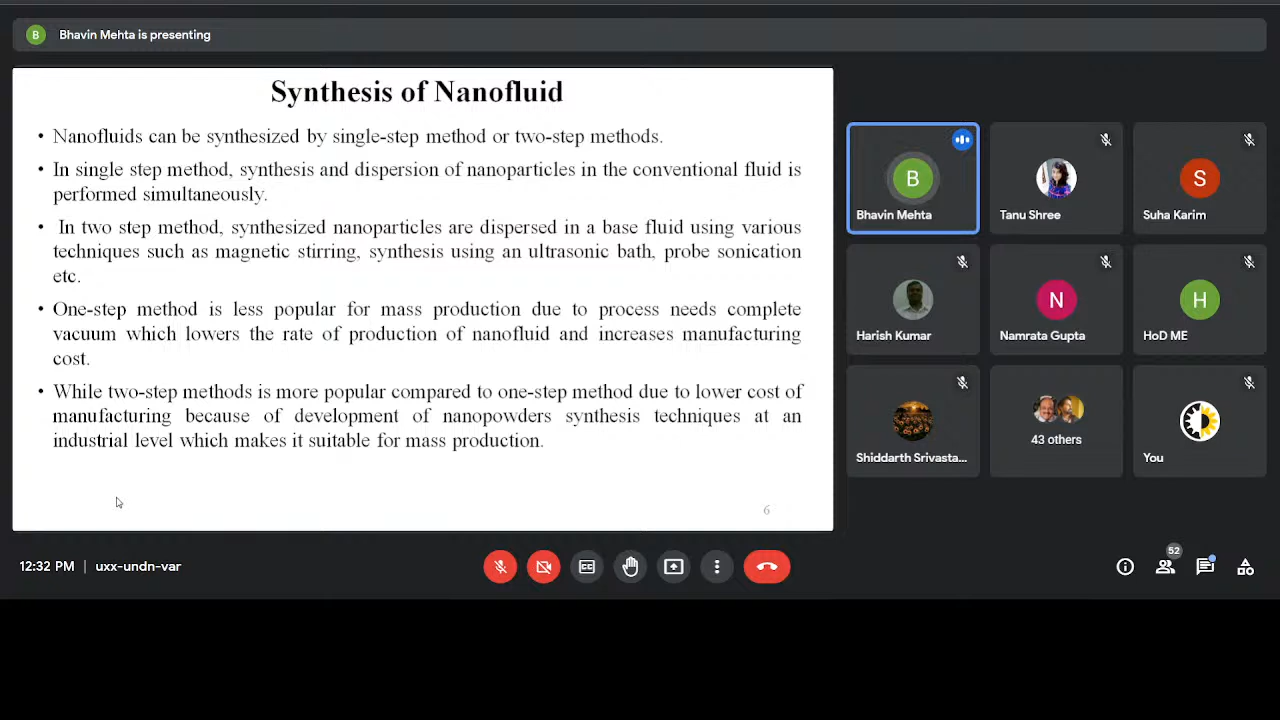 B Bhavin Mehta is presenting
Synthesis of Nanofluid
• Nanofluids can be synthesized by single-step method or two-step methods.
• In single step method, synthesis and dispersion of nanoparticles in the conventional fluid is
performed simultaneously.
• In two step method, synthesized nanoparticles are dispersed in a base fluid using various
techniques such as magnetic stirring, synthesis using an ultrasonic bath, probe sonication
etc.
• One-step method is less popular for mass production due to process needs complete
vacuum which lowers the rate of production of nanofluid and increases manufacturing
cost.
• While two-step methods is more popular compared to one-step method due to lower cost of
manufacturing because of development of nanopowders synthesis techniques at an
industrial level which makes it suitable for mass production.
6
B
Bhavin Mehta
Tanu Shree
S
Suha Karim
Harish Kumar
N
Namrata Gupta
H
HoD ME
Shiddarth Srivasta...
43 others
You
12:32 PM | uxx-undn-var
CC
52